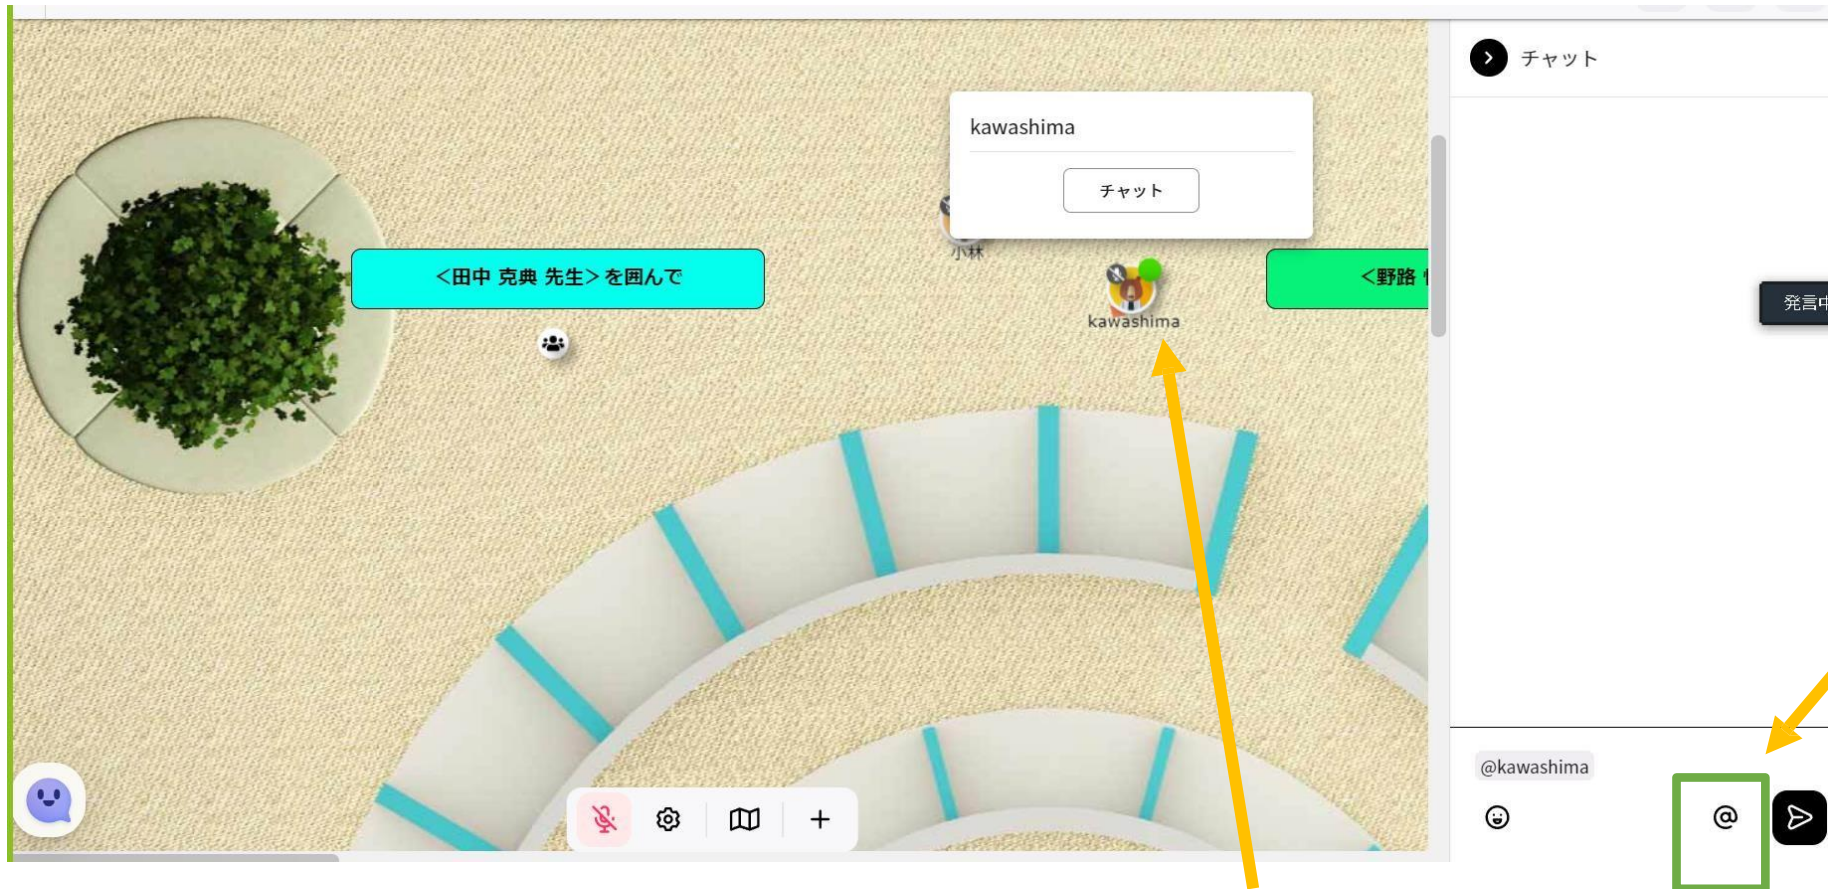 チャット
kawashima
チャット
小林
<田中 克典 先生>を囲んで
<野路
kawashima
発言中
@kawashima
@